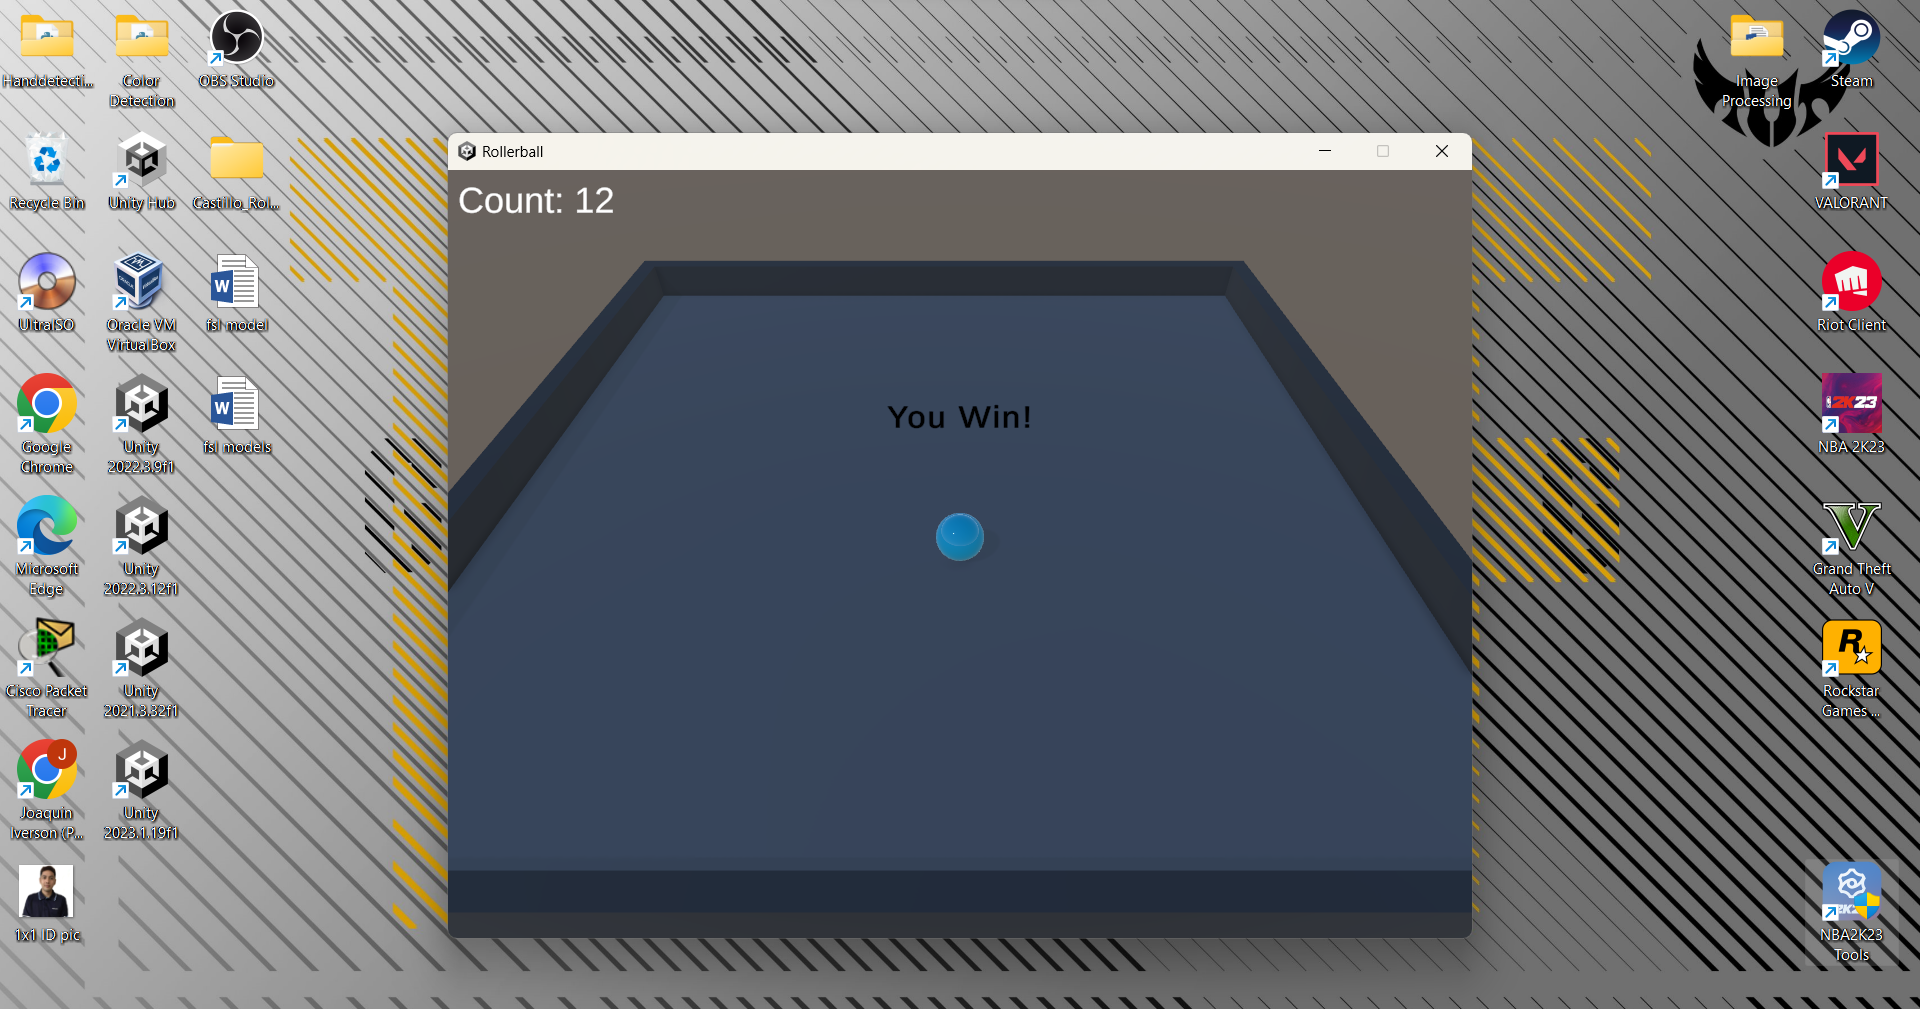 Handdetecti...
Color
Detection
OBS Studio
Image
Processing
Steam
Recycle Bin
Unity Hub
Castillo_Rol...
VALORANT
UltraISO
Oracle VM
VirtualBox
fsl model
Riot Client
Google
Chrome
Unity
2022.3.9f1
fsl models
NBA 2K23
Microsoft
Edge
Unity
2022.3.12f1
Grand Theft
Auto V
Cisco Packet
Tracer
Unity
2021.3.32f1
Rockstar
Games ...
J
Joaquin
Iverson (P...
Unity
2023.1.19f1
1x1 ID pic
NBA2K23
Tools
Rollerball
Count: 12
You Win!